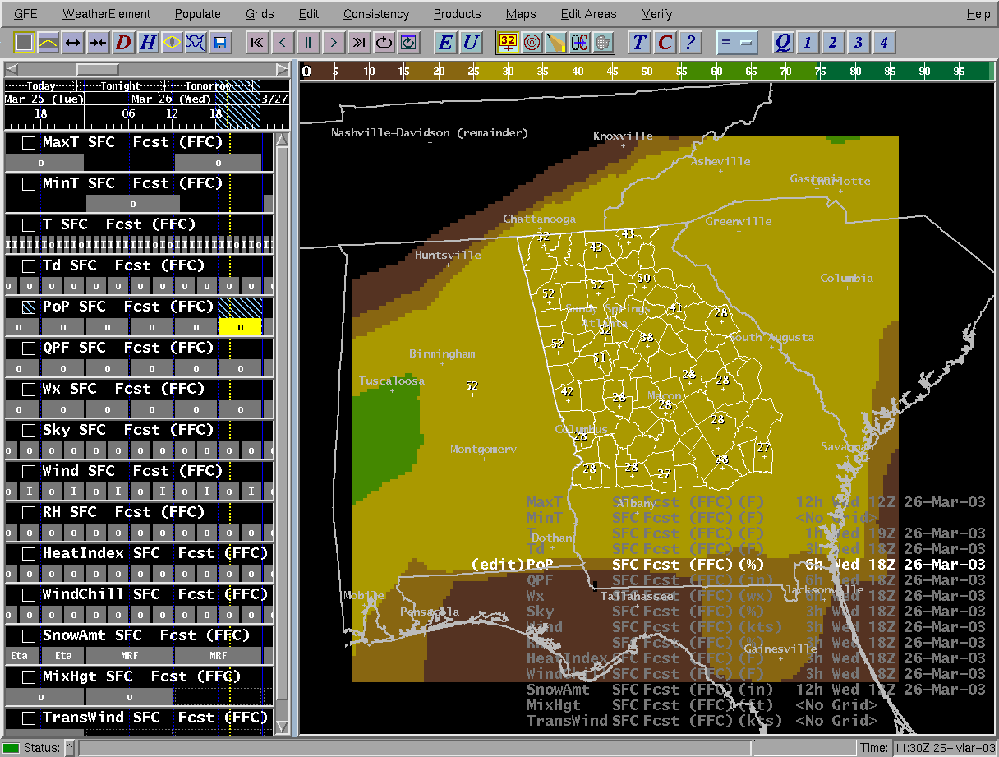 GFE WeatherElement Populate Grids Edit Consistency Products Maps Edit Areas Verify Help
D H E U 32 T C ? = - Q 1 2 3 4
0 5 10 15 20 25 30 35 40 45 50 55 60 65 70 75 80 85 90 95
Today Tonight Tomorrow
Mar 25 (Tue) Mar 26 (Wed) 3/27
18 06 12 18
MaxT SFC Fcst (FFC)
MinT SFC Fcst (FFC)
T SFC Fcst (FFC)
Td SFC Fcst (FFC)
PoP SFC Fcst (FFC)
QPF SFC Fcst (FFC)
Wx SFC Fcst (FFC)
Sky SFC Fcst (FFC)
Wind SFC Fcst (FFC)
RH SFC Fcst (FFC)
HeatIndex SFC Fcst (FFC)
WindChill SFC Fcst (FFC)
SnowAmt SFC Fcst (FFC)
Eta Eta MRF MRF
MixHgt SFC Fcst (FFC)
TransWind SFC Fcst (FFC)
Nashville-Davidson (remainder)
Knoxville
Asheville
Gastonia Charlotte
Chattanooga
Greenville
32 43 43
Huntsville
50
Columbia
52 52
Sandy Springs 41 28
Atlanta
52 52 38 South Augusta
Birmingham 51
Tuscaloosa 52 28 28
42 28 Macon 28
Columbus 28 28
Montgomery Savannah 27
28 28 27 28
Albany
Dothan
Mobile
Pensacola
Tallahassee
Jacksonville
Gainesville
MaxT SFC Fcst (FFC) (F) 12h Wed 12Z 26-Mar-03
MinT SFC Fcst (FFC) (F) <No Grid>
T SFC Fcst (FFC) (F) 1h Wed 19Z 26-Mar-03
Td SFC Fcst (FFC) (F) 3h Wed 18Z 26-Mar-03
(edit)PoP SFC Fcst (FFC) (%) 6h Wed 18Z 26-Mar-03
QPF SFC Fcst (FFC) (in) 6h Wed 18Z 26-Mar-03
Wx SFC Fcst (FFC) (wx) 6h Wed 18Z 26-Mar-03
Sky SFC Fcst (FFC) (%) 3h Wed 18Z 26-Mar-03
Wind SFC Fcst (FFC) (kts) 3h Wed 18Z 26-Mar-03
RH SFC Fcst (FFC) (%) 3h Wed 18Z 26-Mar-03
HeatIndex SFC Fcst (FFC) (F) 3h Wed 18Z 26-Mar-03
WindChill SFC Fcst (FFC) (F) 3h Wed 18Z 26-Mar-03
SnowAmt SFC Fcst (FFC) (in) 12h Wed 12Z 26-Mar-03
MixHgt SFC Fcst (FFC) (ft) <No Grid>
TransWind SFC Fcst (FFC) (kts) <No Grid>
Status: Time: 11:30Z 25-Mar-03